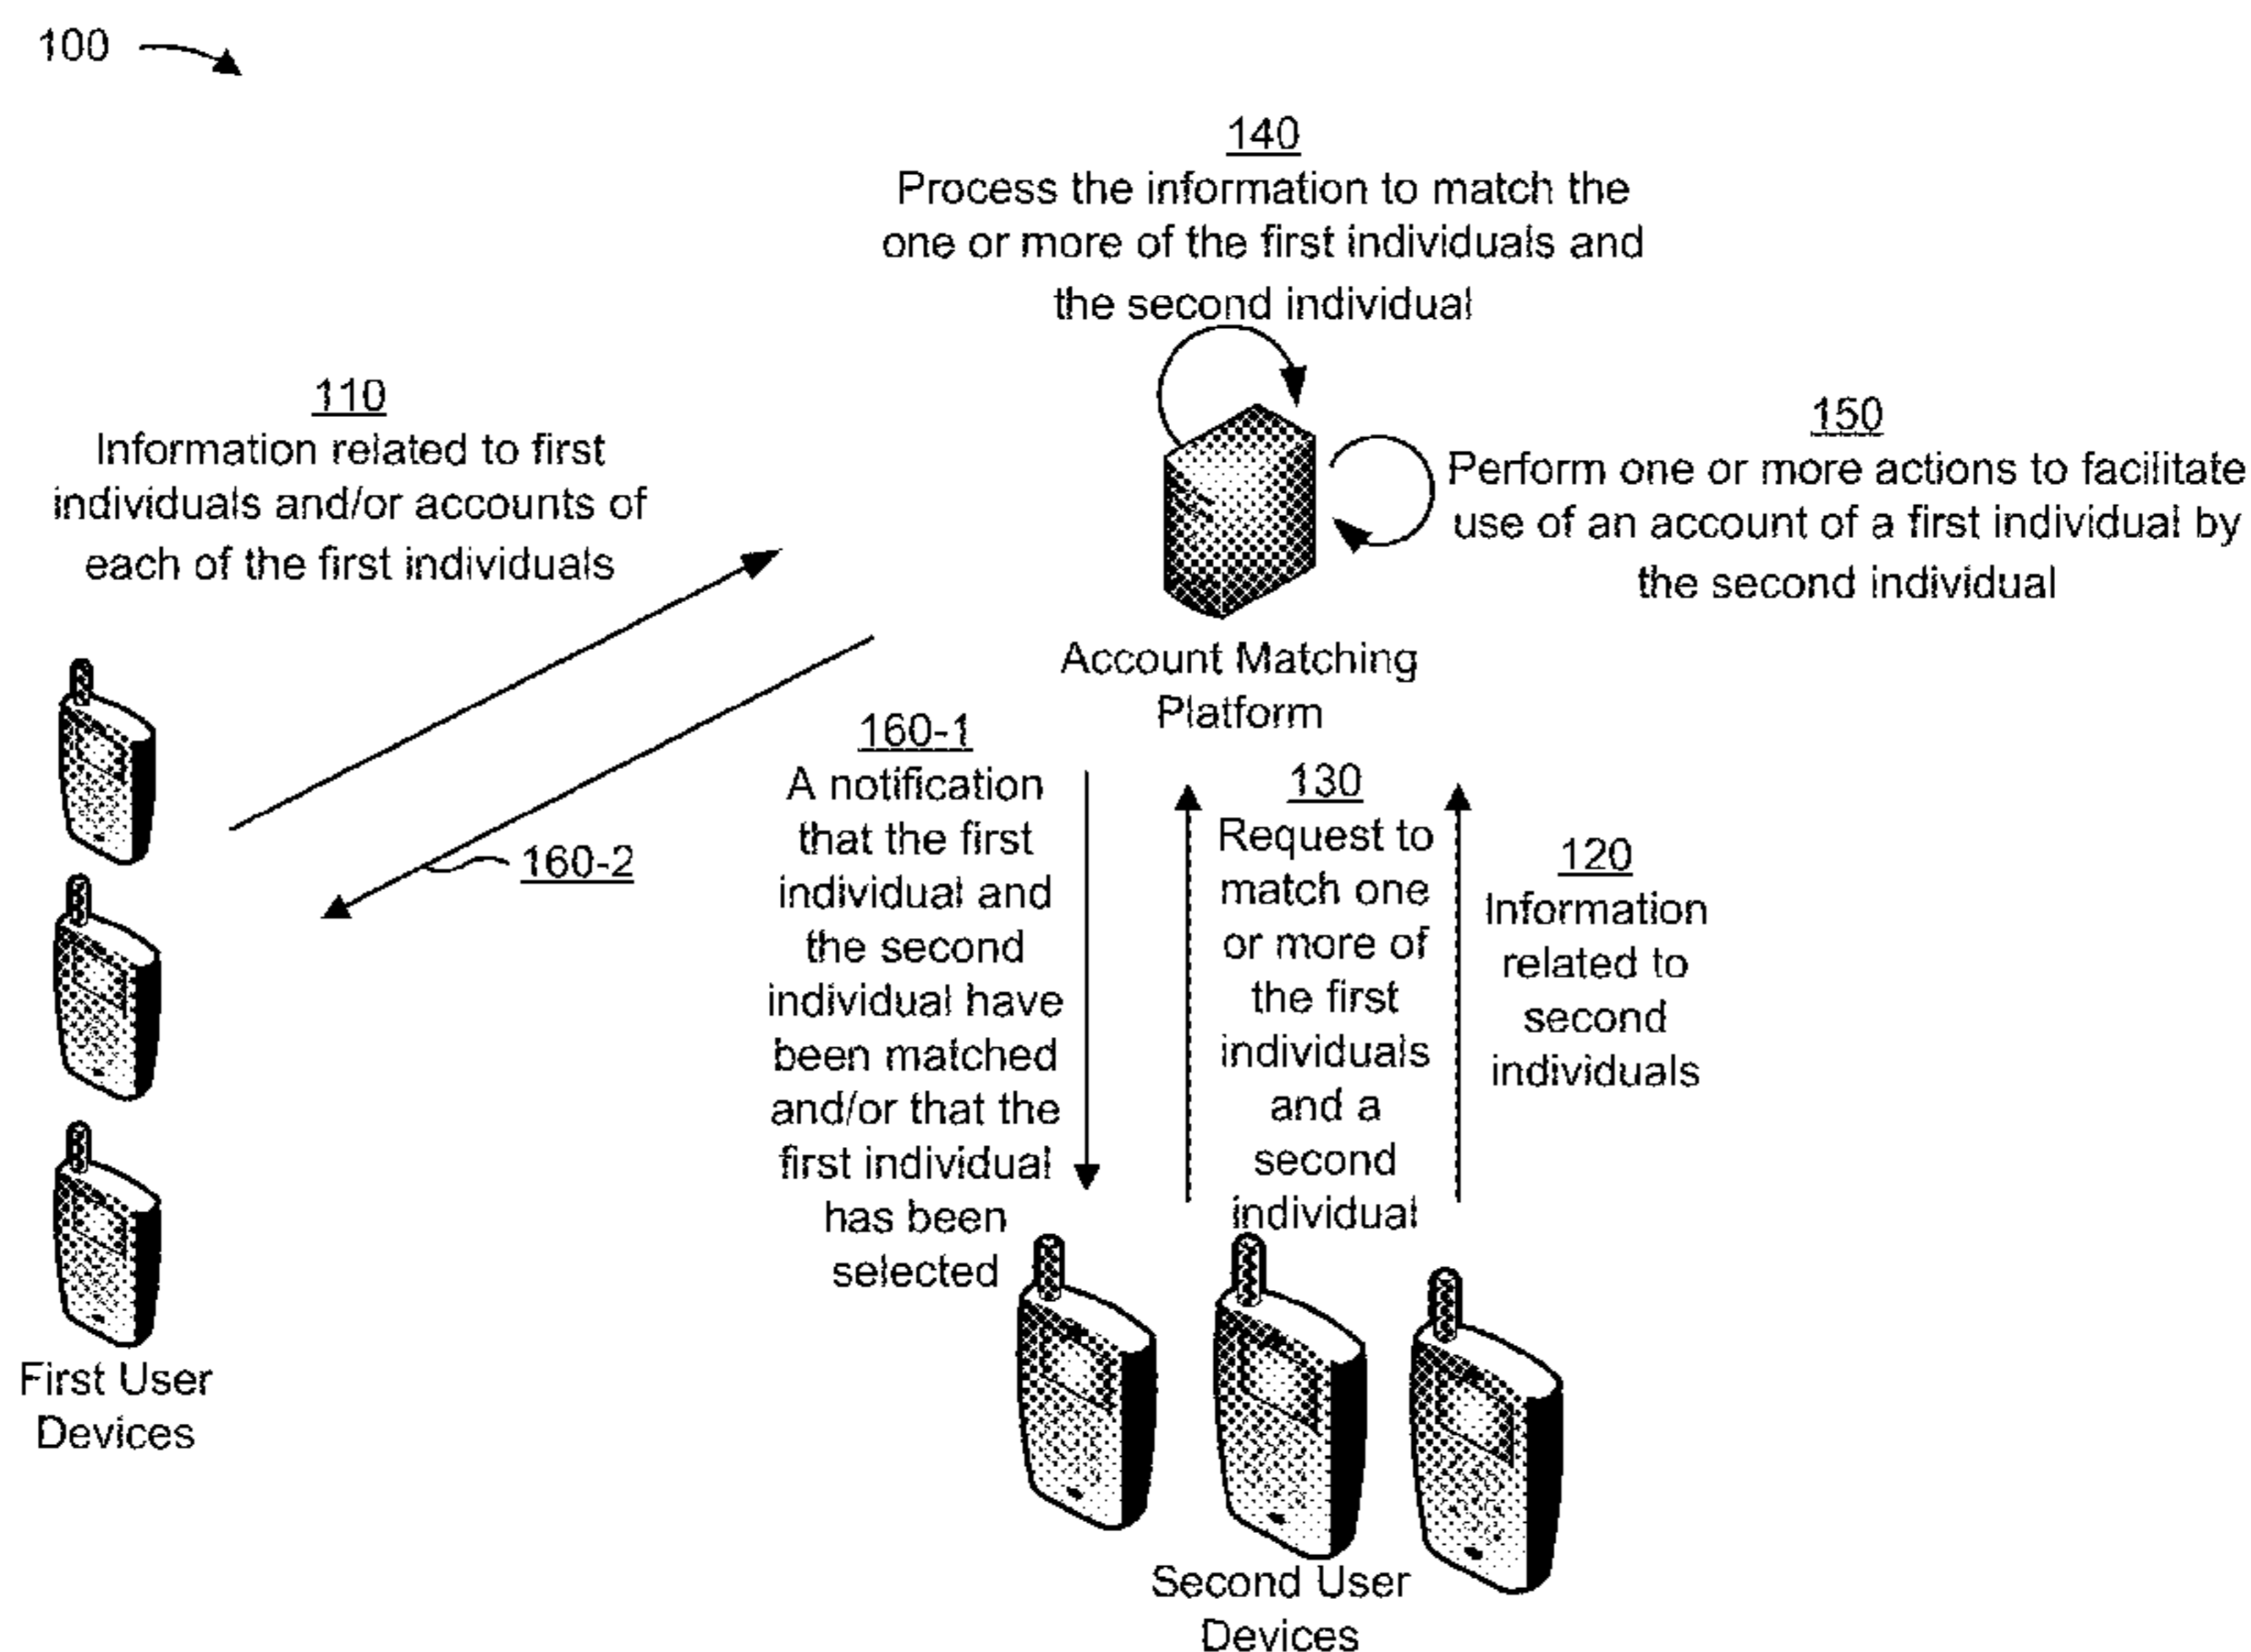 100
140
Process the information to match the
one or more of the first individuals and
the second individual
110
Information related to first
individuals and/or accounts of
each of the first individuals
150
Perform one or more actions to facilitate
use of an account of a first individual by
the second individual
Account Matching
Platform
160-1
A notification
that the first
individual and
the second
individual have
been matched
and/or that the
first individual
has been
selected
130
Request to
match one
or more of
the first
individuals
and a
second
individual
120
Information
related to
second
individuals
160-2
First User
Devices
Second User
Devices